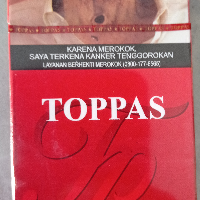 KARENA MEROKOK,
SAYA TERKENA KANKER TENGGOROKAN
LAYANAN BERHENTI MEROKOK (0800-177-6565)
TOPPAS